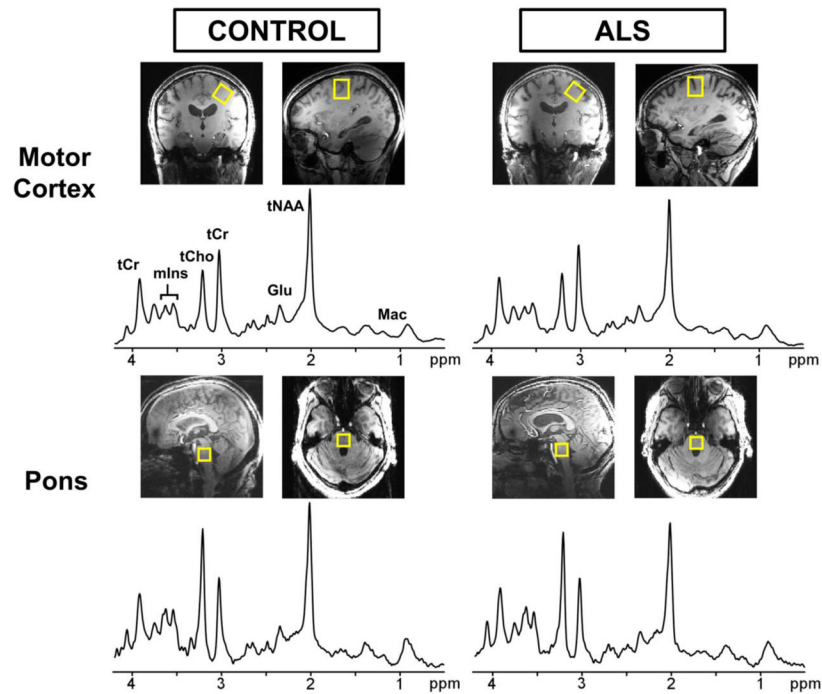 CONTROL
ALS
Motor
Cortex
tNAA
tCr
tCho
tCr
mIns
Glu
Mac
4 3 2 1 ppm
4 3 2 1 ppm
Pons
4 3 2 1 ppm
4 3 2 1 ppm